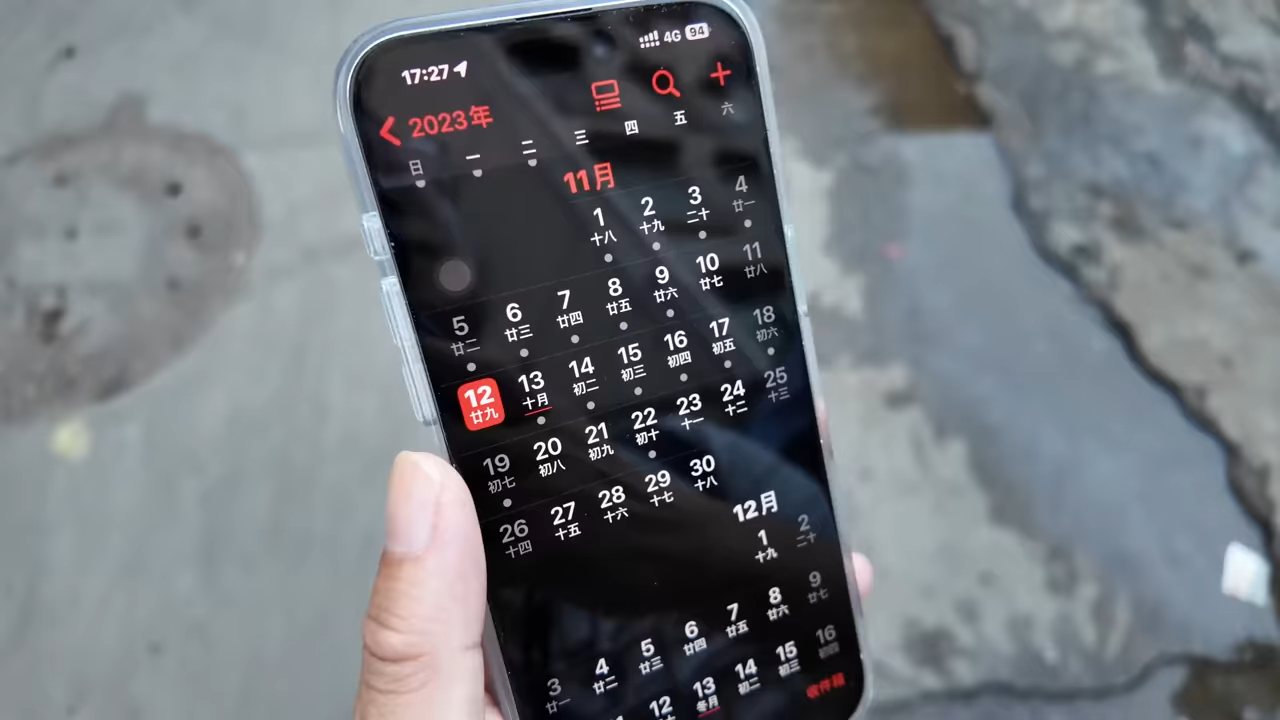 17:27 4G 94
2023年
日 一 二 三 四 五 六
11月
1 2 3 4
十八 十九 二十 廿一
5 6 7 8 9 10 11
廿二 廿三 廿四 廿五 廿六 廿七 廿八
12 13 14 15 16 17 18
廿九 十月 初二 初三 初四 初五 初六
19 20 21 22 23 24 25
初七 初八 初九 初十 十一 十二 十三
26 27 28 29 30
十四 十五 十六 十七 十八
12月
1 2
十九 二十
3 4 5 6 7 8 9
廿一 廿二 廿三 廿四 廿五 廿六 廿七
12 13 14 15 16
冬月 初二 初三 初四
收件箱